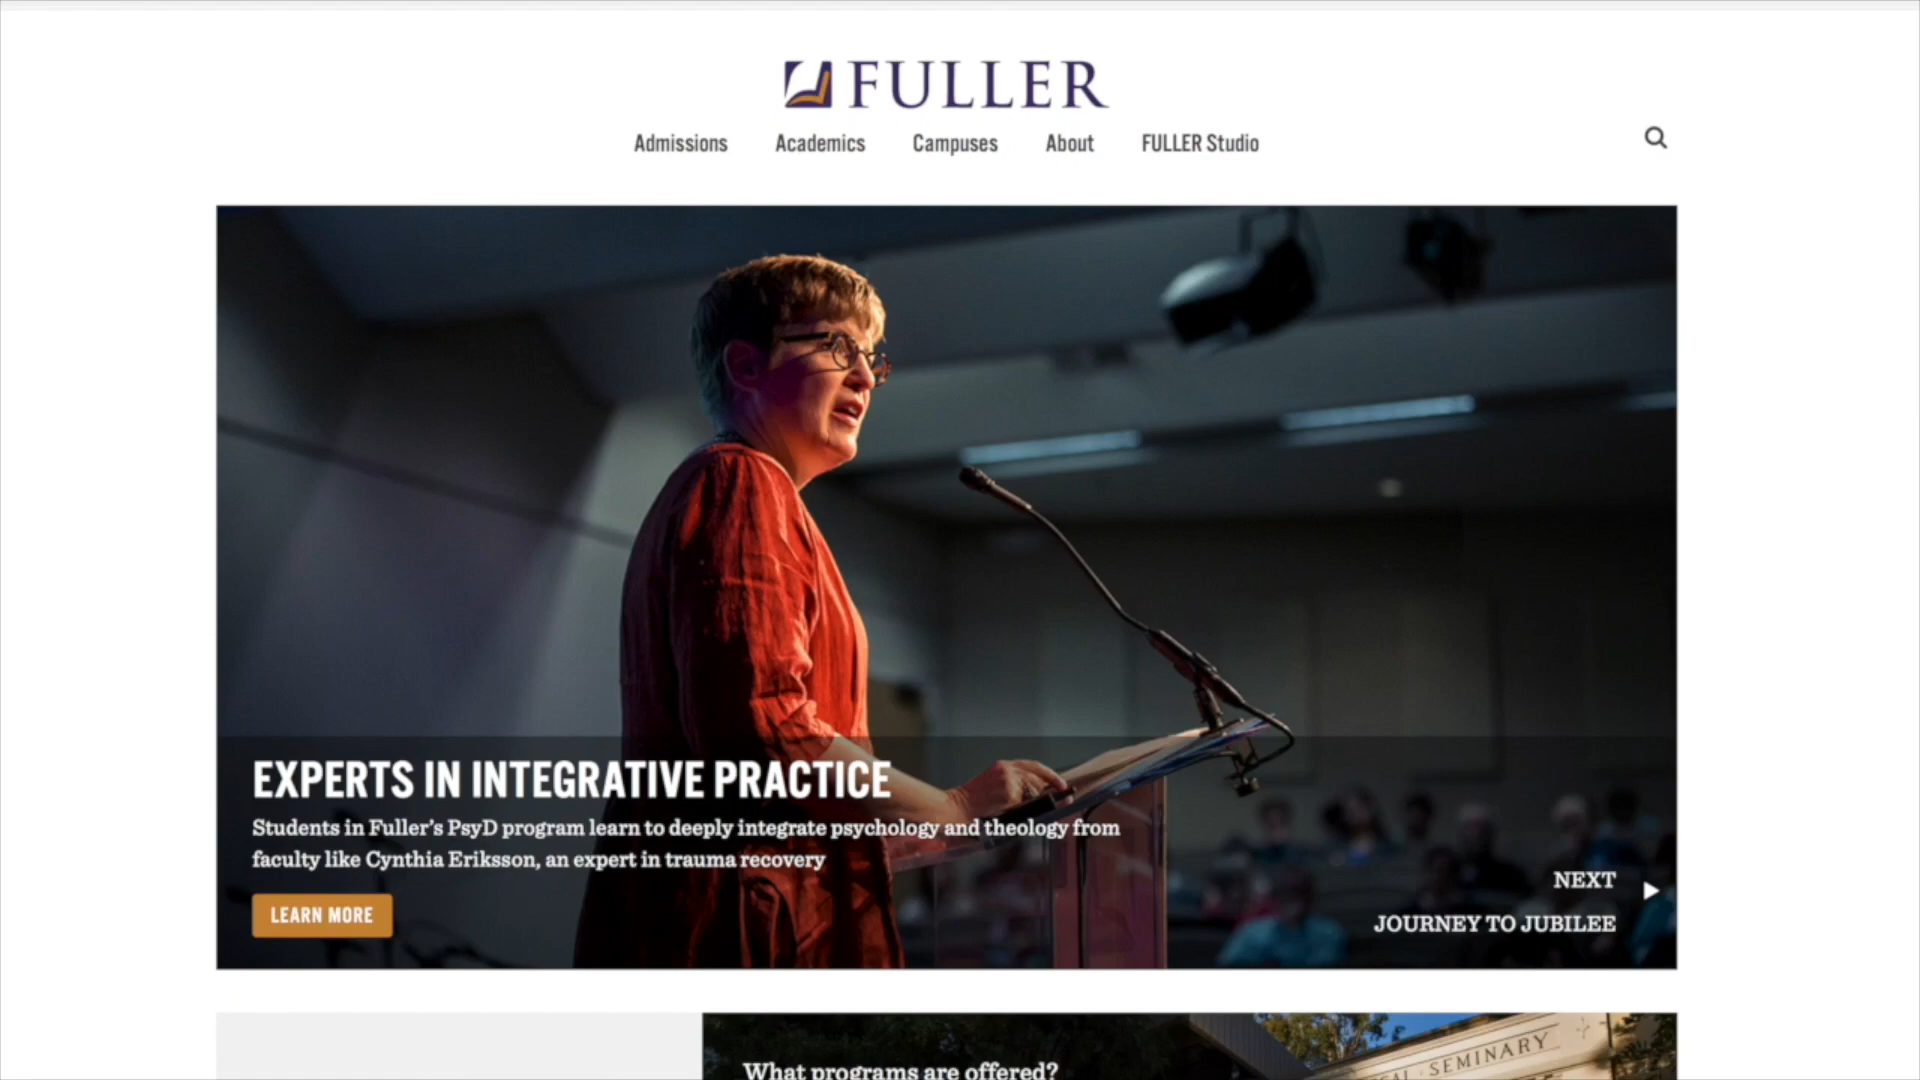 FULLER
Admissions
Academics
Campuses
About
FULLER Studio
EXPERTS IN INTEGRATIVE PRACTICE
Students in Fuller's PsyD program learn to deeply integrate psychology and theology from
faculty like Cynthia Eriksson, an expert in trauma recovery
LEARN MORE
NEXT
JOURNEY TO JUBILEE
What programs are offered?
SEMINARY